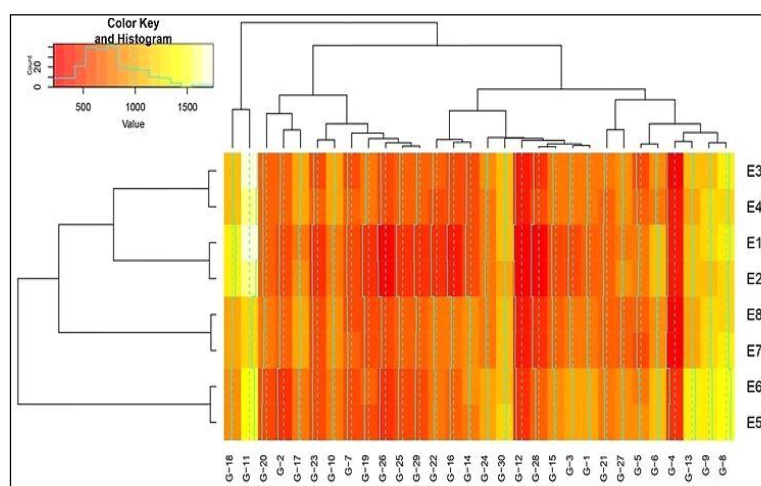 Color Key
and Histogram
Count
0 20
500 1000 1500
Value
E3
E4
E1
E2
E8
E7
E6
E5
G-18 G-11 G-20 G-2 G-17 G-23 G-10 G-7 G-19 G-26 G-25 G-29 G-22 G-16 G-14 G-24 G-30 G-12 G-28 G-15 G-3 G-1 G-21 G-27 G-5 G-6 G-4 G-13 G-9 G-8